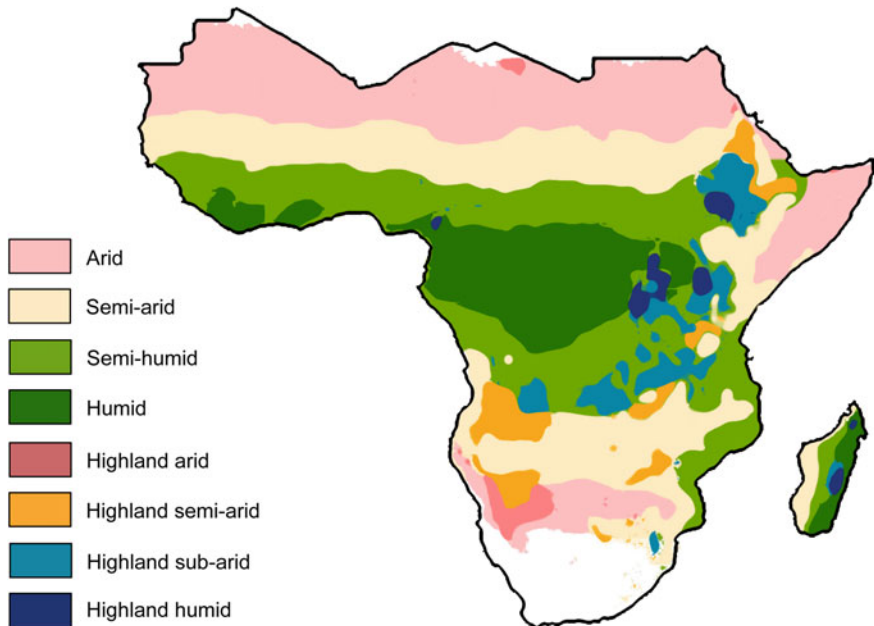 Arid
Semi-arid
Semi-humid
Humid
Highland arid
Highland semi-arid
Highland sub-arid
Highland humid